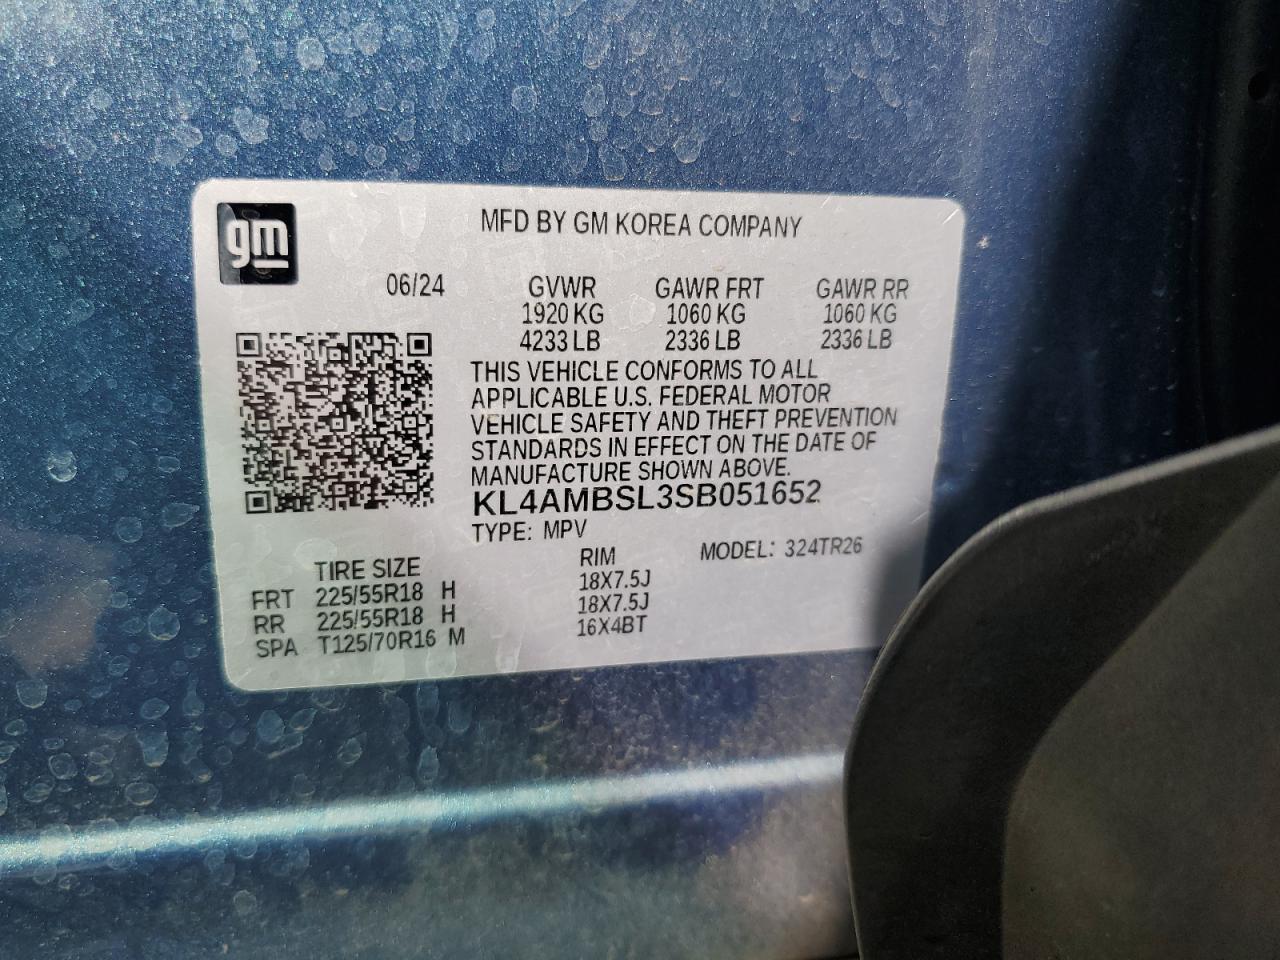 gm
MFD BY GM KOREA COMPANY
06/24 GVWR GAWR FRT GAWR RR
1920 KG 1060 KG 1060 KG
4233 LB 2336 LB 2336 LB
THIS VEHICLE CONFORMS TO ALL
APPLICABLE U.S. FEDERAL MOTOR
VEHICLE SAFETY AND THEFT PREVENTION
STANDARDS IN EFFECT ON THE DATE OF
MANUFACTURE SHOWN ABOVE.
KL4AMBSL3SB051652
TYPE: MPV MODEL: 324TR26
TIRE SIZE RIM
FRT 225/55R18 H 18X7.5J
RR 225/55R18 H 18X7.5J
SPA T125/70R16 M 16X4BT